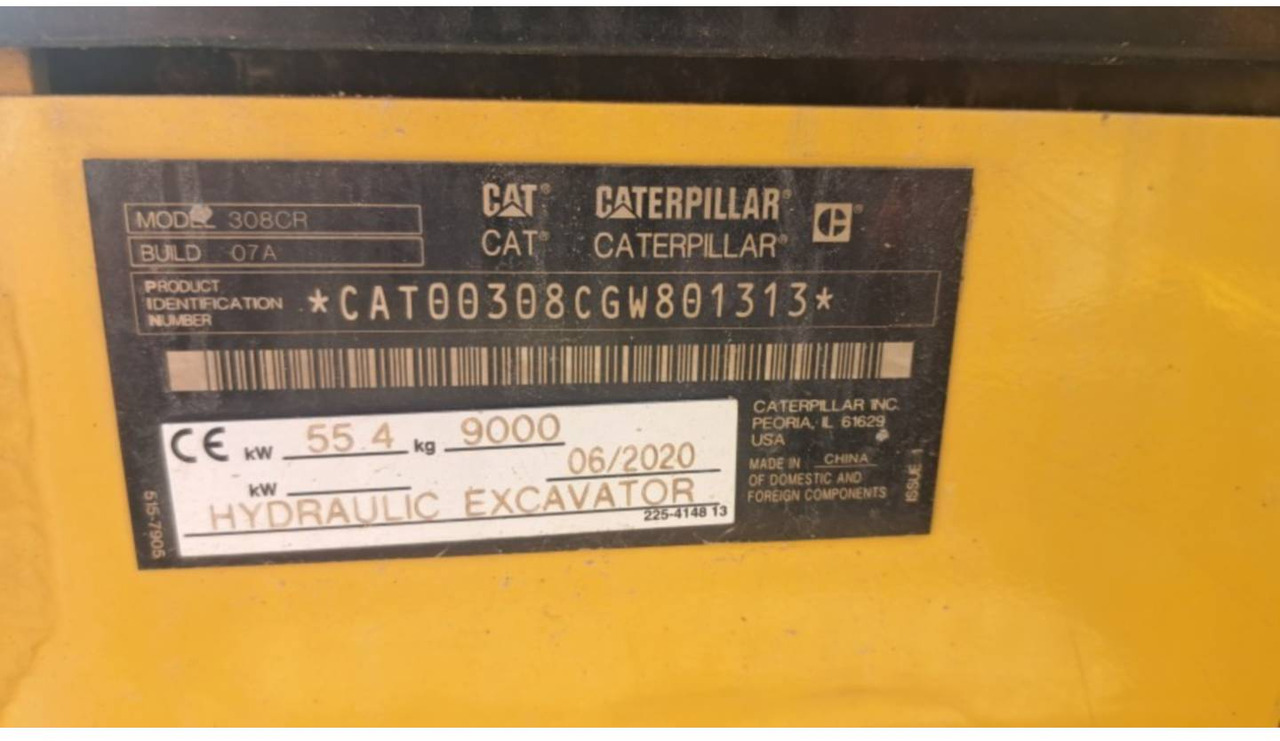 CAT® CATERPILLAR® C®
MODEL 308CR
CAT® CATERPILLAR®
BUILD 07A
PRODUCT
IDENTIFICATION
NUMBER
*CAT00308CGW801313*
CE kW 55.4 kg 9000
06/2020
kW
HYDRAULIC EXCAVATOR
225-4148 13
CATERPILLAR INC.
PEORIA, IL 61629
USA
MADE IN CHINA
OF DOMESTIC AND
FOREIGN COMPONENTS
ISSUE 1
515-7905